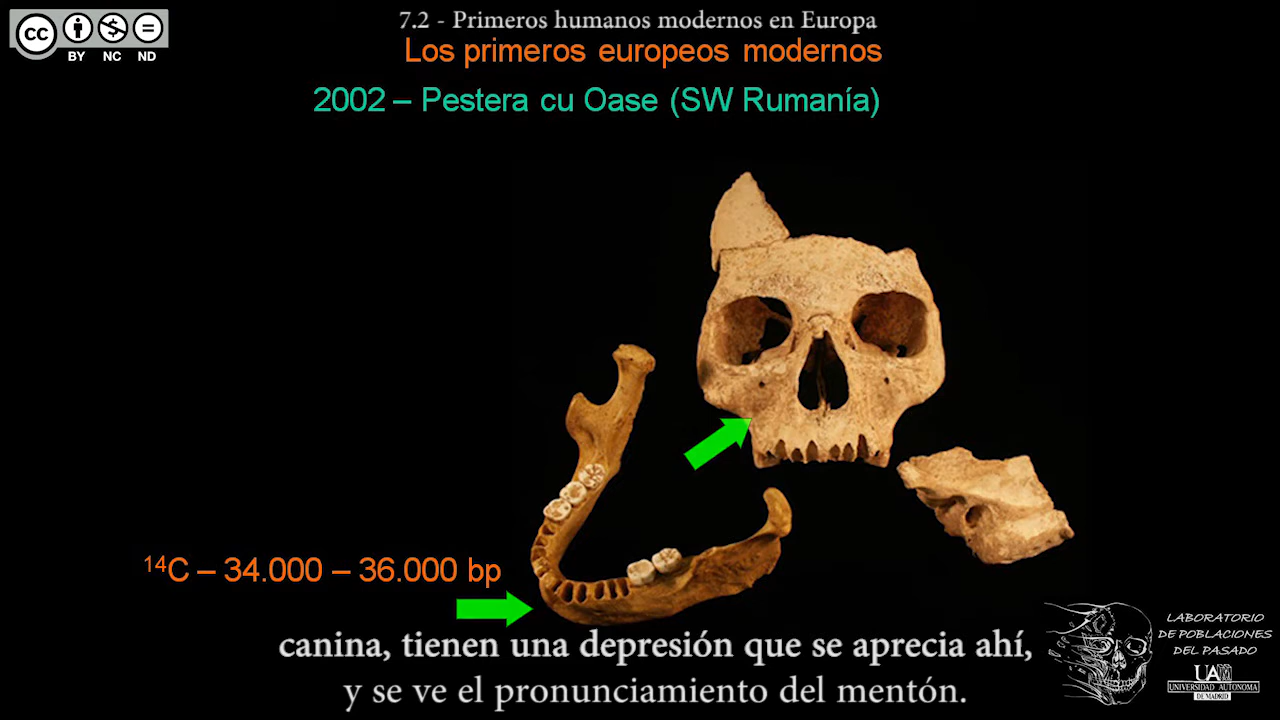 7.2 - Primeros humanos modernos en Europa
Los primeros europeos modernos
2002 – Pestera cu Oase (SW Rumanía)
cc
BY NC ND
14C – 34.000 – 36.000 bp
canina, tienen una depresión que se aprecia ahí,
y se ve el pronunciamiento del mentón.
LABORATORIO
DE POBLACIONES
DEL PASADO
UAM
UNIVERSIDAD AUTONOMA
DE MADRID